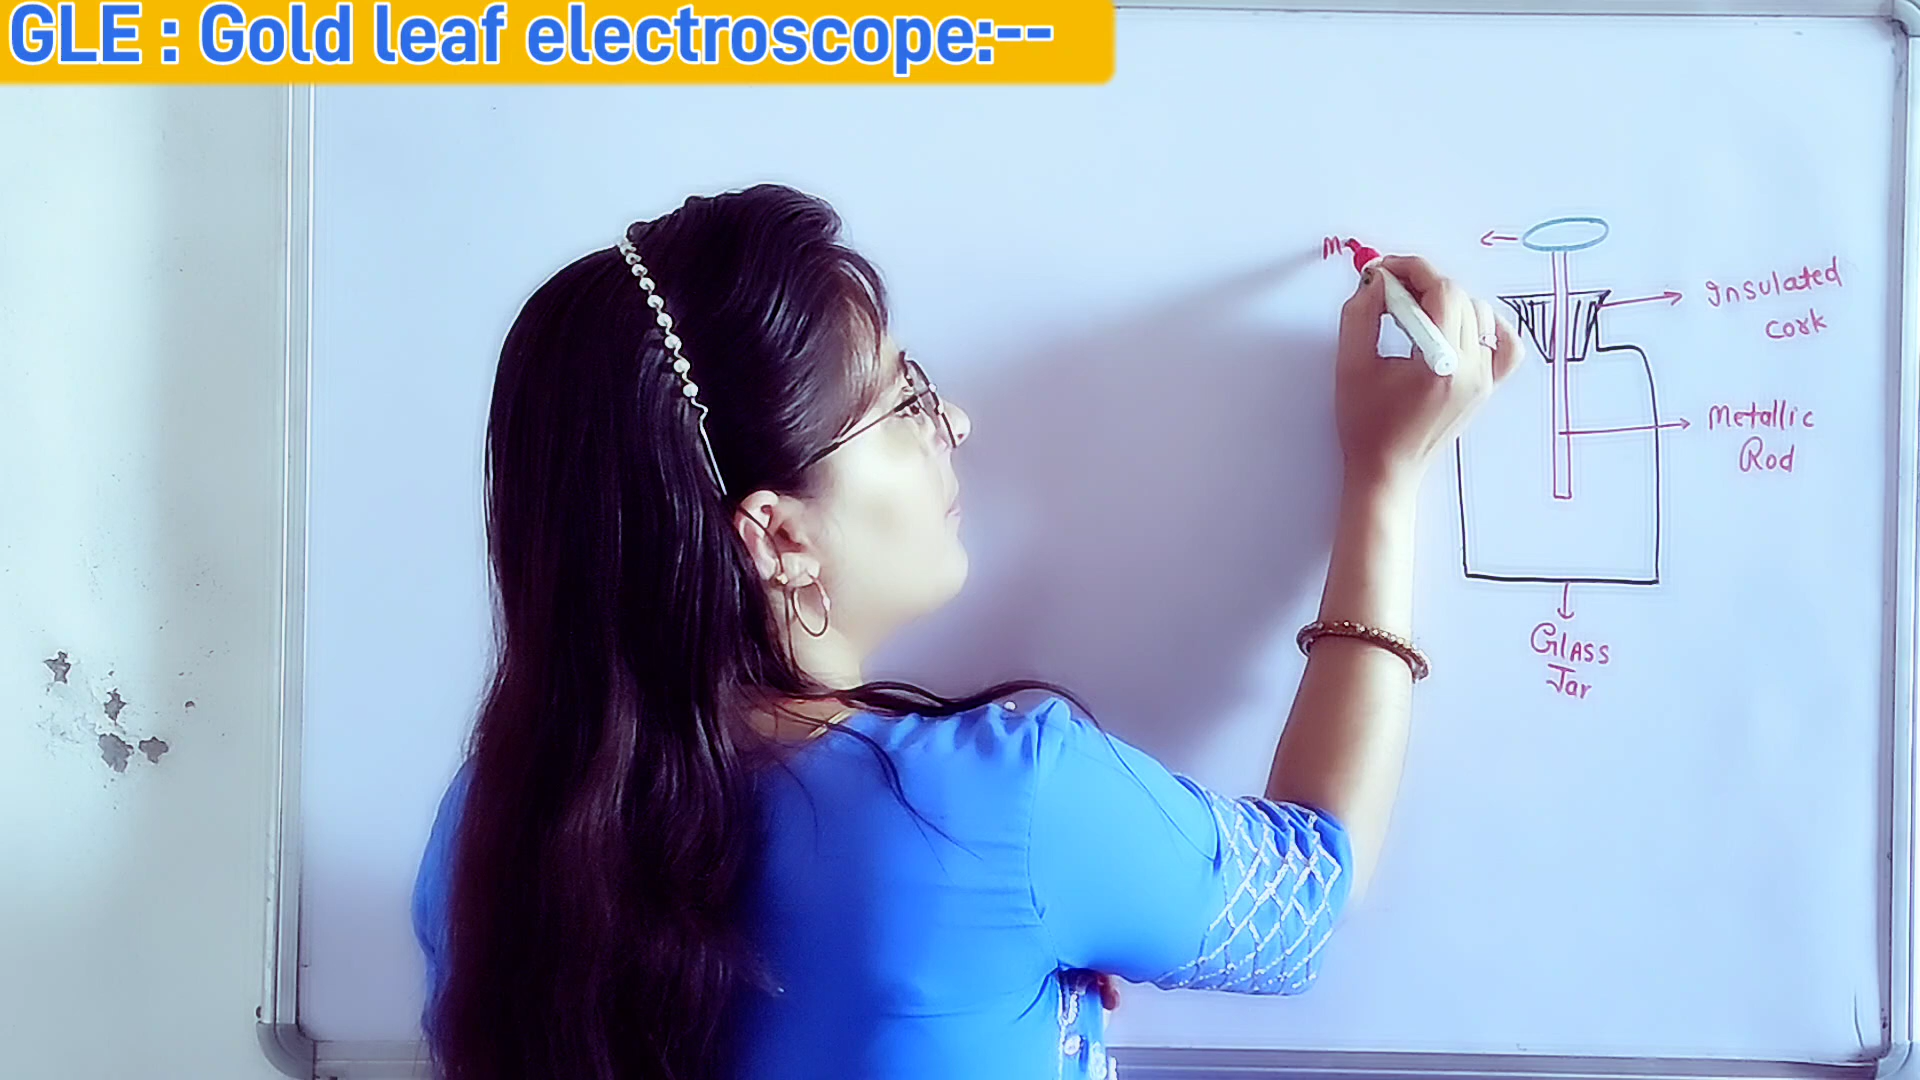 GLE : Gold leaf electroscope:--
M
Insulated
cork
Metallic
Rod
GLASS
Jar